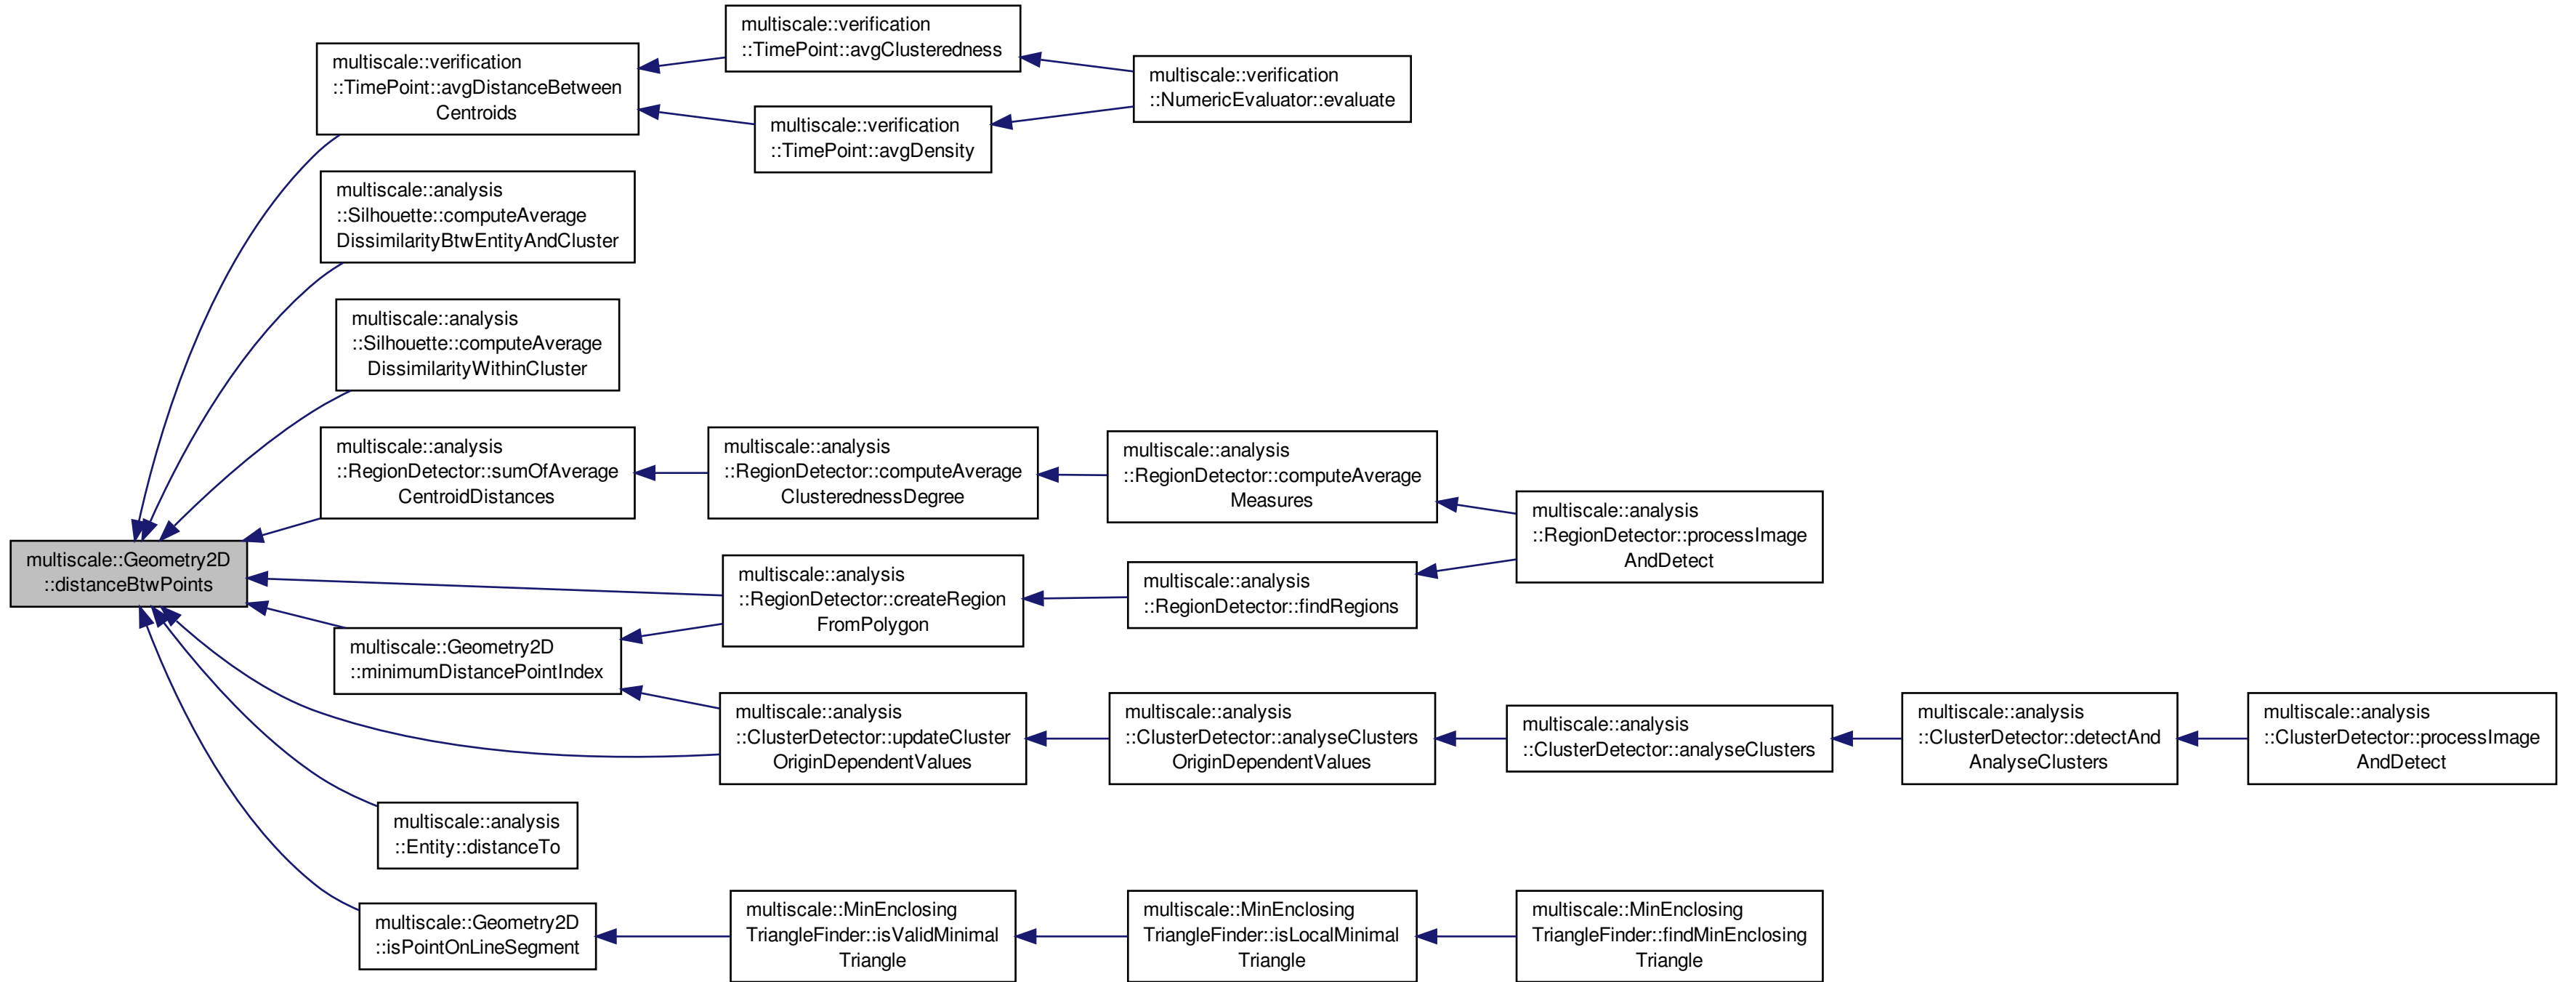 multiscale::verification
::TimePoint::avgClusteredness
multiscale::verification
::TimePoint::avgDistanceBetween
Centroids
multiscale::verification
::NumericEvaluator::evaluate
multiscale::verification
::TimePoint::avgDensity
multiscale::analysis
::Silhouette::computeAverage
DissimilarityBtwEntityAndCluster
multiscale::analysis
::Silhouette::computeAverage
DissimilarityWithinCluster
multiscale::analysis
::RegionDetector::sumOfAverage
CentroidDistances
multiscale::analysis
::RegionDetector::computeAverage
ClusterednessDegree
multiscale::analysis
::RegionDetector::computeAverage
Measures
multiscale::analysis
::RegionDetector::processImage
AndDetect
multiscale::Geometry2D
::distanceBtwPoints
multiscale::analysis
::RegionDetector::createRegion
FromPolygon
multiscale::analysis
::RegionDetector::findRegions
multiscale::Geometry2D
::minimumDistancePointIndex
multiscale::analysis
::ClusterDetector::updateCluster
OriginDependentValues
multiscale::analysis
::ClusterDetector::analyseClusters
OriginDependentValues
multiscale::analysis
::ClusterDetector::analyseClusters
multiscale::analysis
::ClusterDetector::detectAnd
AnalyseClusters
multiscale::analysis
::ClusterDetector::processImage
AndDetect
multiscale::analysis
::Entity::distanceTo
multiscale::Geometry2D
::isPointOnLineSegment
multiscale::MinEnclosing
TriangleFinder::isValidMinimal
Triangle
multiscale::MinEnclosing
TriangleFinder::isLocalMinimal
Triangle
multiscale::MinEnclosing
TriangleFinder::findMinEnclosing
Triangle